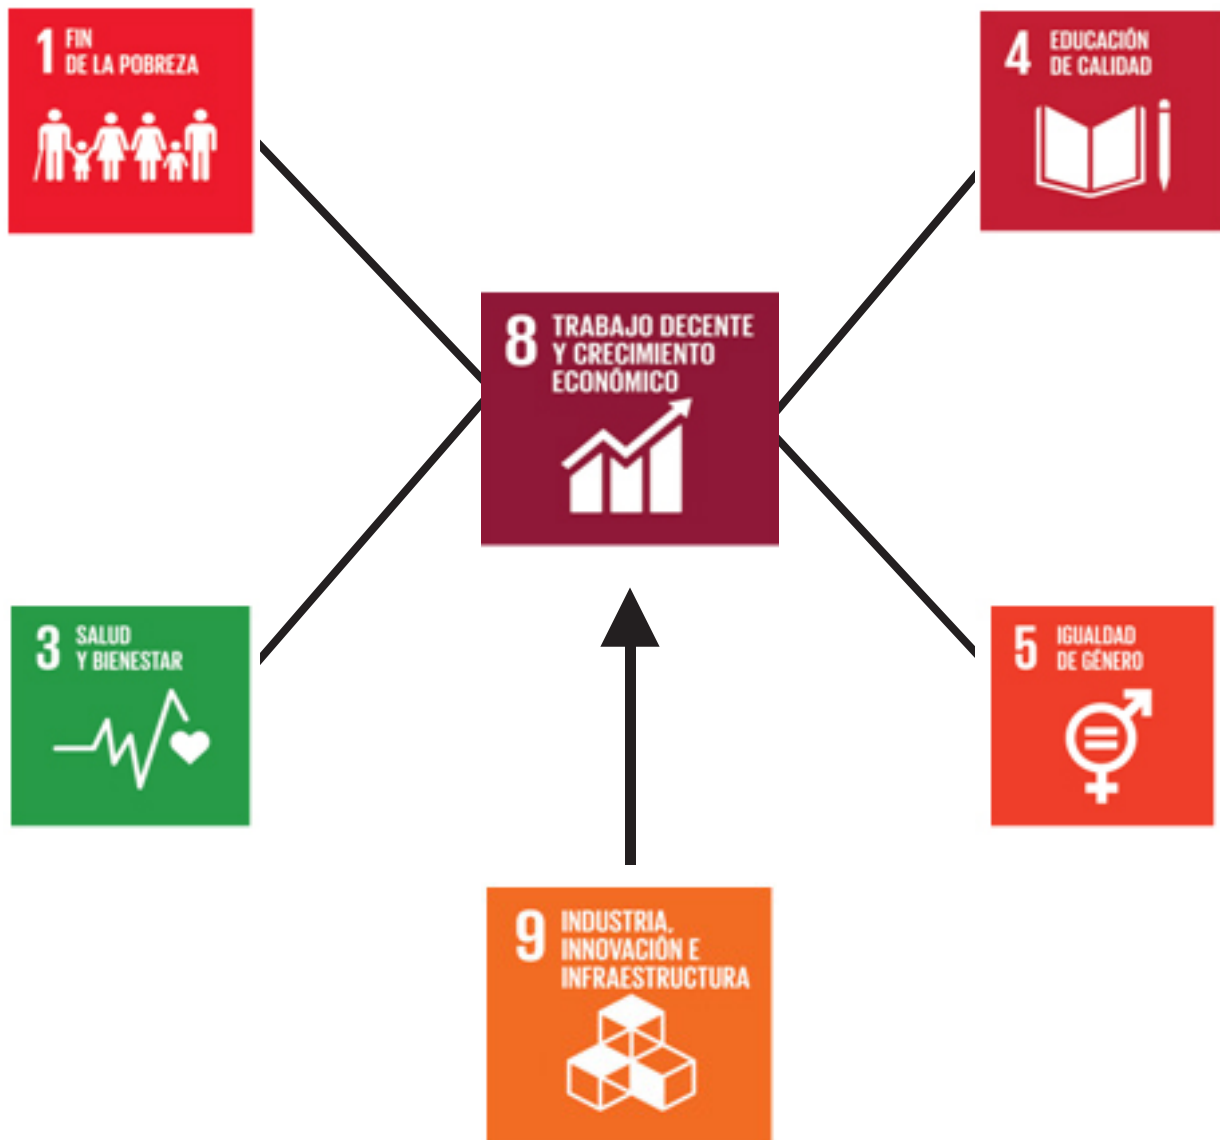 1 FIN
DE LA POBREZA
4 EDUCACIÓN
DE CALIDAD
8 TRABAJO DECENTE
Y CRECIMIENTO
ECONÓMICO
3 SALUD
Y BIENESTAR
5 IGUALDAD
DE GÉNERO
9 INDUSTRIA,
INNOVACIÓN E
INFRAESTRUCTURA